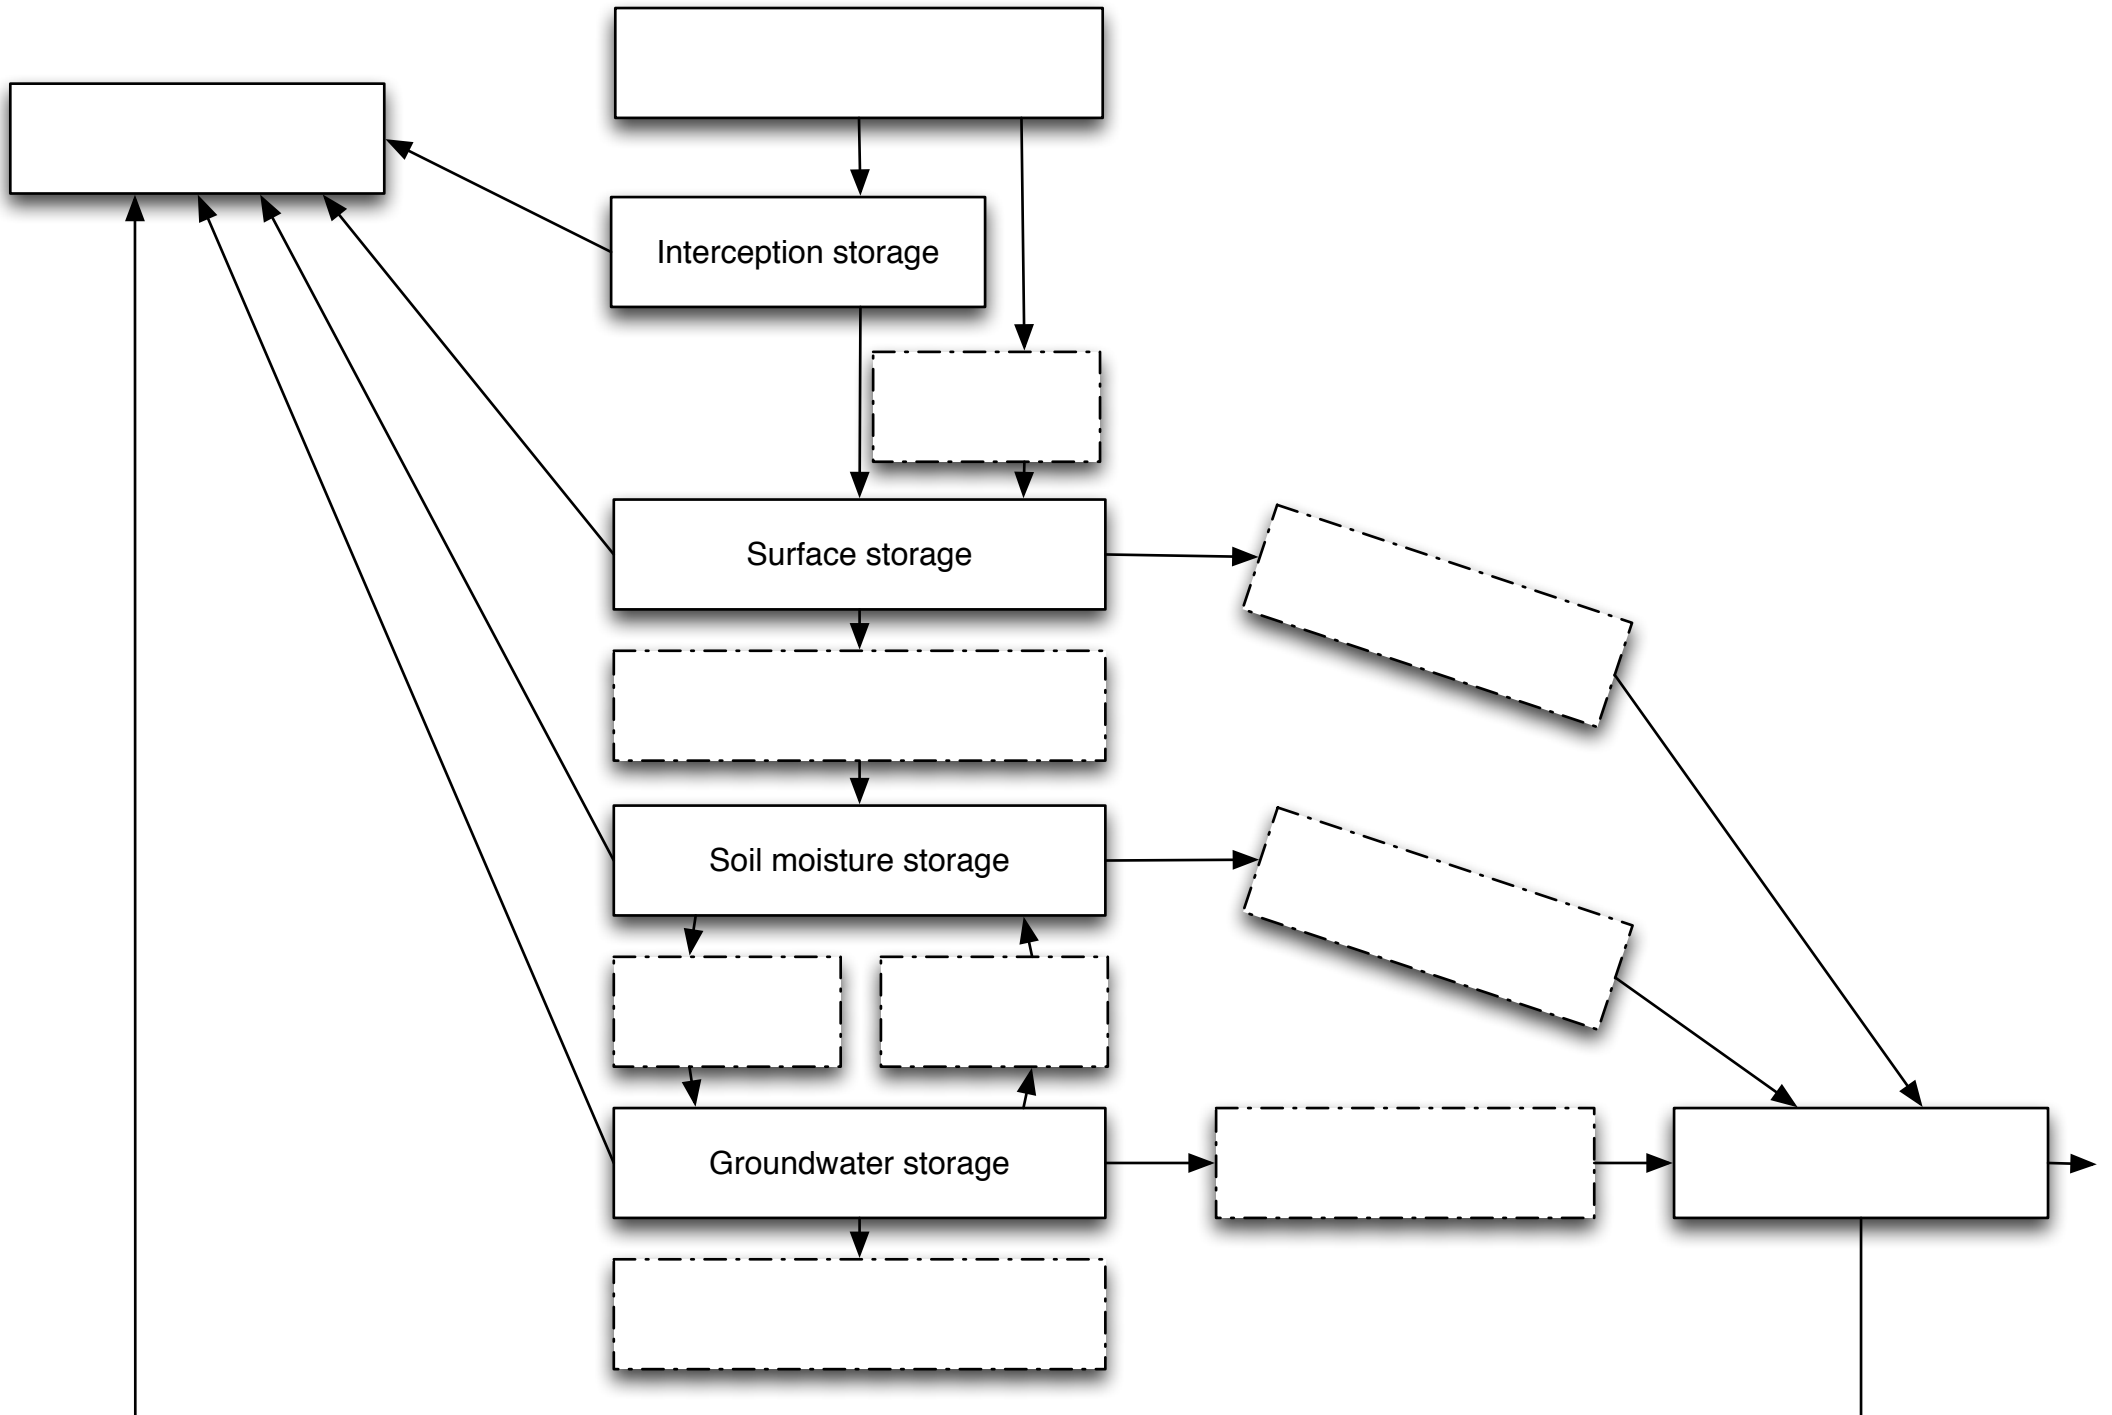 Interception storage
Surface storage
Soil moisture storage
Groundwater storage